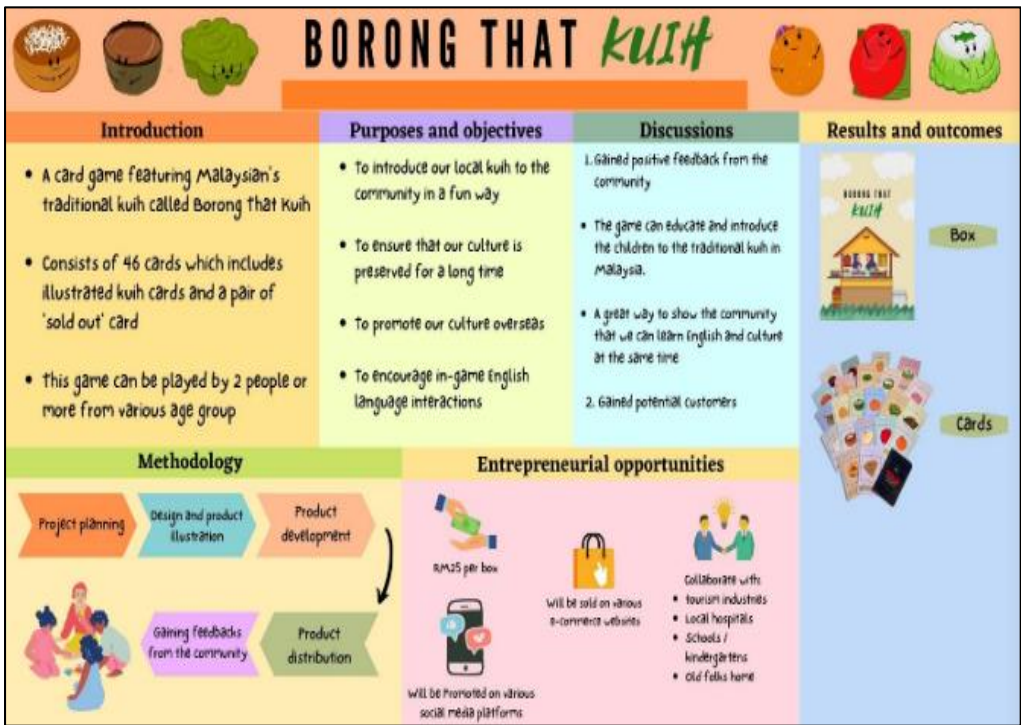 BORONG THAT KUIH
Introduction
• A card game featuring Malaysian's
traditional kuih called Borong That Kuih
• Consists of 46 cards which includes
illustrated kuih cards and a pair of
'sold out' card
• This game can be played by 2 people or
more from various age group
Purposes and objectives
• To introduce our local kuih to the
community in a fun way
• To ensure that our culture is
preserved for a long time
• To promote our culture overseas
• To encourage in-game English
language interactions
Discussions
1. Gained positive feedback from the
community
• The game can educate and introduce
the children to the traditional kuih in
Malaysia.
• A great way to show the community
that we can learn English and culture
at the same time
2. Gained potential customers
Results and outcomes
BORONG THAT
KUIH
Box
Cards
Methodology
Project planning
Design and product
illustration
Product
development
Product
distribution
Gaining feedbacks
from the community
Entrepreneurial opportunities
RM25 per box
Will be Promoted on various
social media platforms
Will be sold on various
e-commerce websites
Collaborate with:
• tourism industries
• Local hospitals
• Schools /
kindergartens
• Old folks home